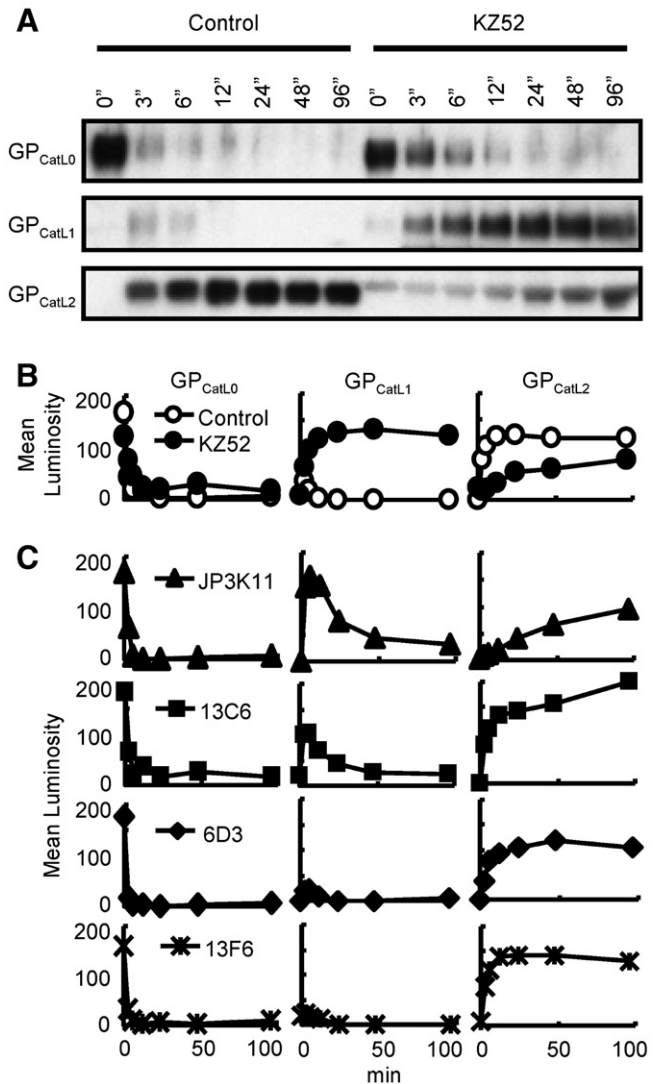 A
Control KZ52
0” 3” 6” 12” 24” 48” 96” 0” 3” 6” 12” 24” 48” 96”
GPCatL0
GPCatL1
GPCatL2
B
GPCatL0 GPCatL1 GPCatL2
Mean Luminosity
200
100
0
Control
KZ52
C
Mean Luminosity
200
100
0
JP3K11
200
100
0
13C6
200
100
0
6D3
200
100
0
13F6
0 50 100 0 50 100 0 50 100
min